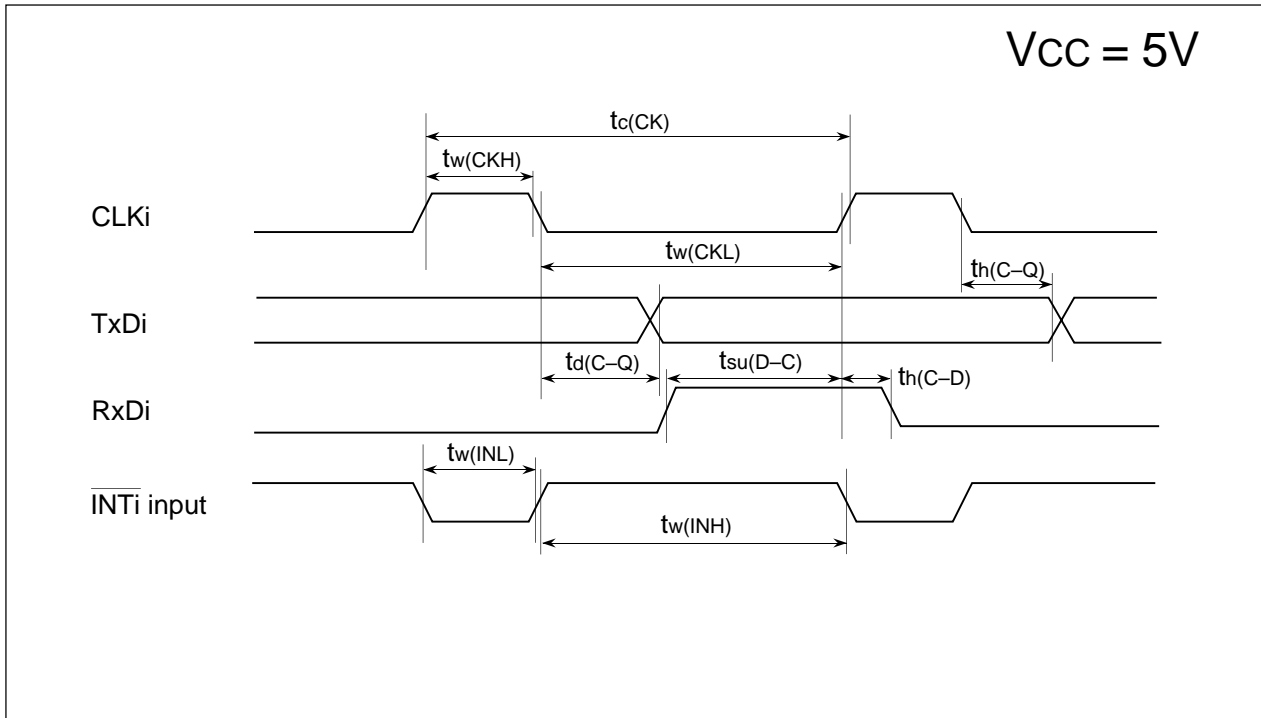 VCC = 5V
tc(CK)
tw(CKH)
CLKi
tw(CKL)
th(C–Q)
TxDi
td(C–Q)
tsu(D–C)
th(C–D)
RxDi
tw(INL)
INTi input
tw(INH)